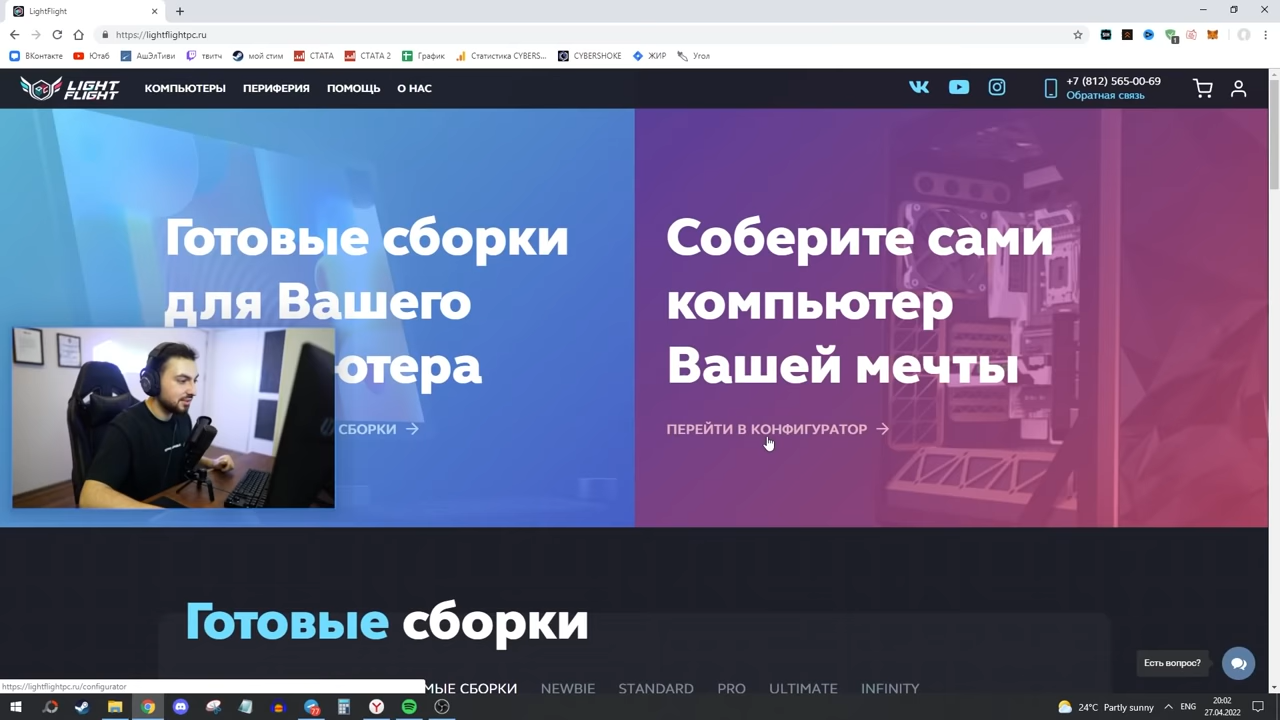 LightFlight
https://lightflightpc.ru
ВКонтакте
Ютаб
АшЭлТиви
твитч
мой стим
СТАТА
СТАТА 2
График
Статистика CYBERS...
CYBERSHOKE
ЖИР
Угол
LIGHT
FLIGHT
КОМПЬЮТЕРЫ
ПЕРИФЕРИЯ
ПОМОЩЬ
О НАС
+7 (812) 565-00-69
Обратная связь
Готовые сборки
для Вашего
ютера
СБОРКИ
Соберите сами
компьютер
Вашей мечты
ПЕРЕЙТИ В КОНФИГУРАТОР
Готовые сборки
МЫЕ СБОРКИ
NEWBIE
STANDARD
PRO
ULTIMATE
INFINITY
Есть вопрос?
https://lightflightpc.ru/configurator
24°C Partly sunny
ENG
20:02
27.04.2022